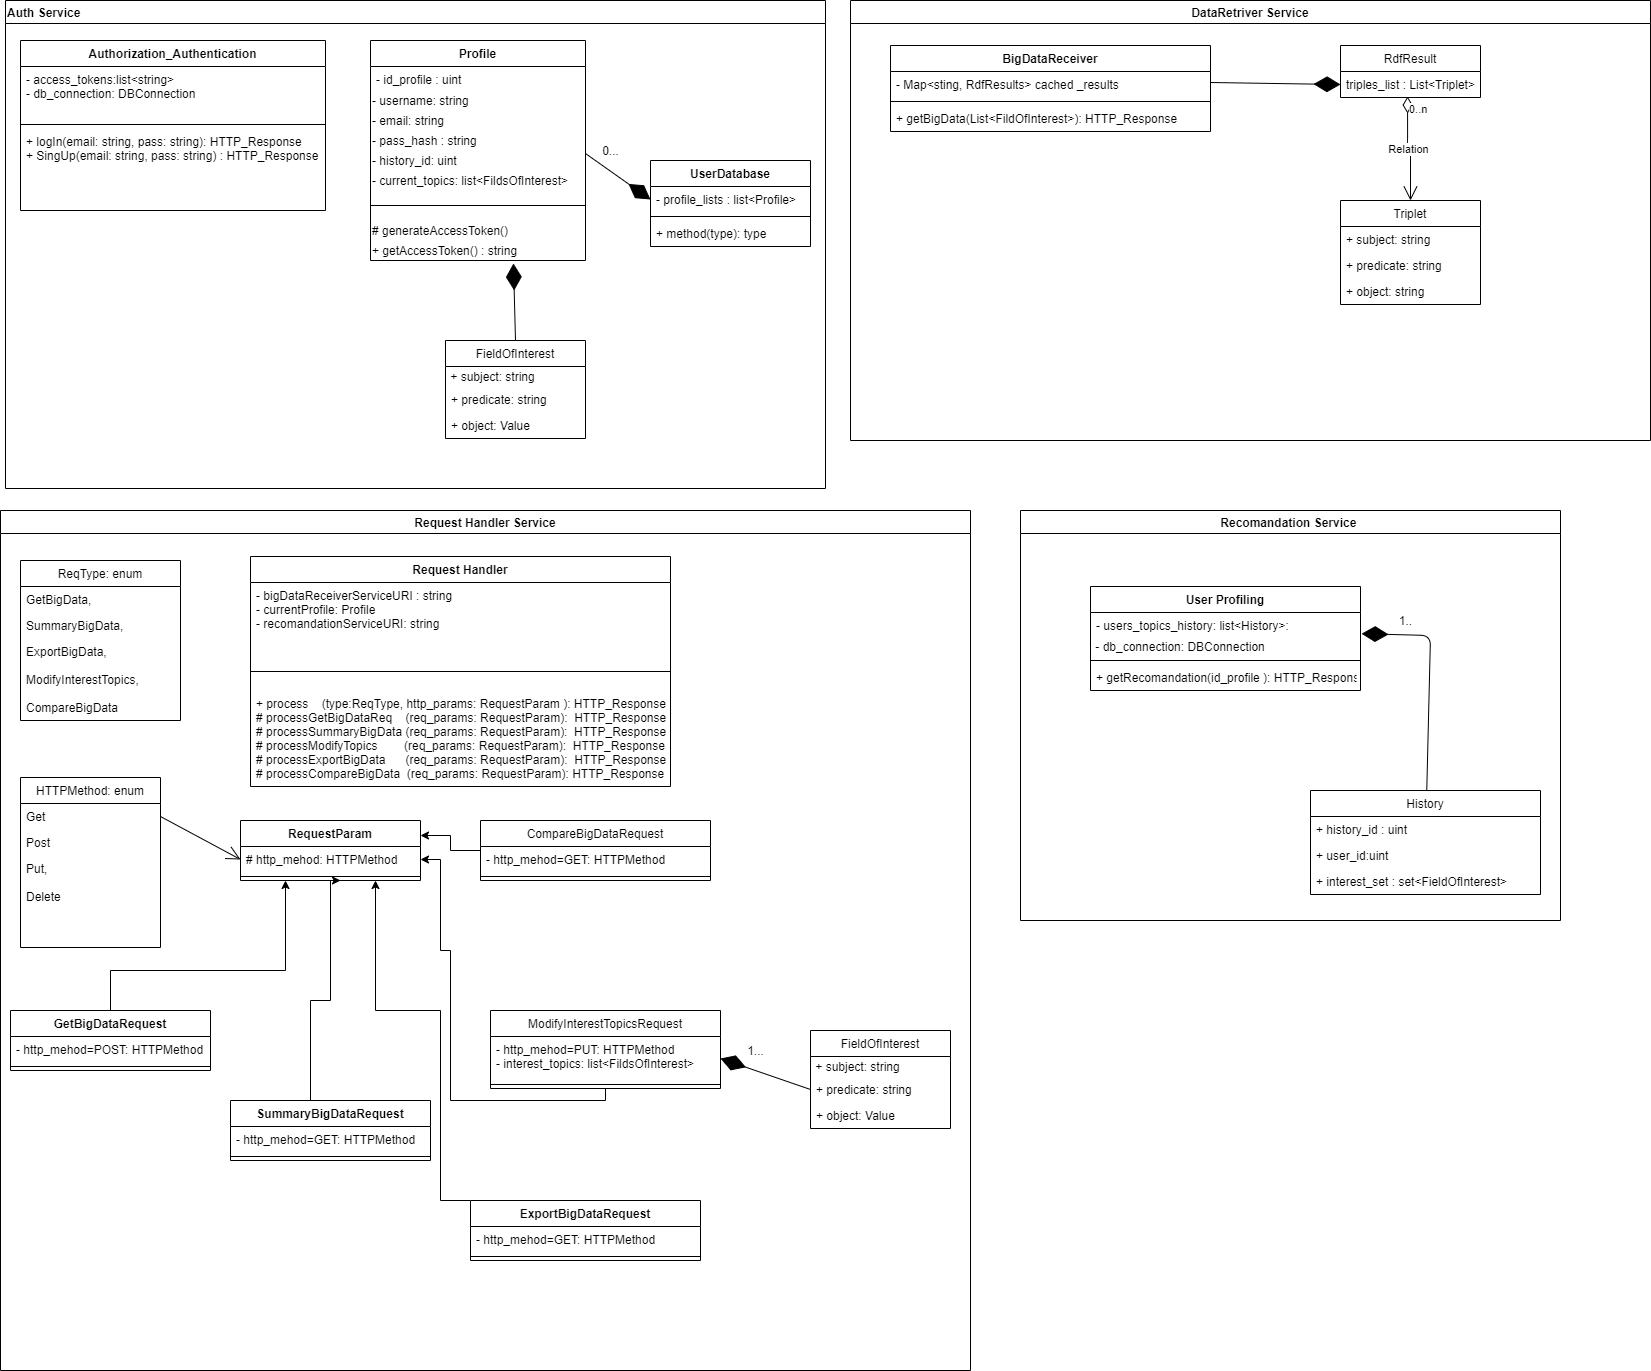 Auth Service
Authorization_Authentication
- access_tokens:list<string>
- db_connection: DBConnection
+ logIn(email: string, pass: string): HTTP_Response
+ SingUp(email: string, pass: string) : HTTP_Response
Profile
- id_profile : uint
- username: string
- email: string
- pass_hash : string
- history_id: uint
- current_topics: list<FildsOfInterest>
# generateAccessToken()
+ getAccessToken() : string
0...
UserDatabase
- profile_lists : list<Profile>
+ method(type): type
FieldOfInterest
+ subject: string
+ predicate: string
+ object: Value
DataRetriver Service
BigDataReceiver
- Map<sting, RdfResults> cached _results
+ getBigData(List<FildOfInterest>): HTTP_Response
RdfResult
triples_list : List<Triplet>
0..n
Relation
Triplet
+ subject: string
+ predicate: string
+ object: string
Request Handler Service
ReqType: enum
GetBigData,
SummaryBigData,
ExportBigData,
ModifyInterestTopics,
CompareBigData
Request Handler
- bigDataReceiverServiceURI : string
- currentProfile: Profile
- recomandationServiceURI: string
+ process (type:ReqType, http_params: RequestParam ): HTTP_Response
# processGetBigDataReq (req_params: RequestParam): HTTP_Response
# processSummaryBigData (req_params: RequestParam): HTTP_Response
# processModifyTopics (req_params: RequestParam): HTTP_Response
# processExportBigData (req_params: RequestParam): HTTP_Response
# processCompareBigData (req_params: RequestParam): HTTP_Response
HTTPMethod: enum
Get
Post
Put,
Delete
RequestParam
# http_mehod: HTTPMethod
CompareBigDataRequest
- http_mehod=GET: HTTPMethod
GetBigDataRequest
- http_mehod=POST: HTTPMethod
SummaryBigDataRequest
- http_mehod=GET: HTTPMethod
ModifyInterestTopicsRequest
- http_mehod=PUT: HTTPMethod
- interest_topics: list<FildsOfInterest>
1...
FieldOfInterest
+ subject: string
+ predicate: string
+ object: Value
ExportBigDataRequest
- http_mehod=GET: HTTPMethod
Recomandation Service
User Profiling
- users_topics_history: list<History>:
- db_connection: DBConnection
+ getRecomandation(id_profile ): HTTP_Respons
1..
History
+ history_id : uint
+ user_id:uint
+ interest_set : set<FieldOfInterest>